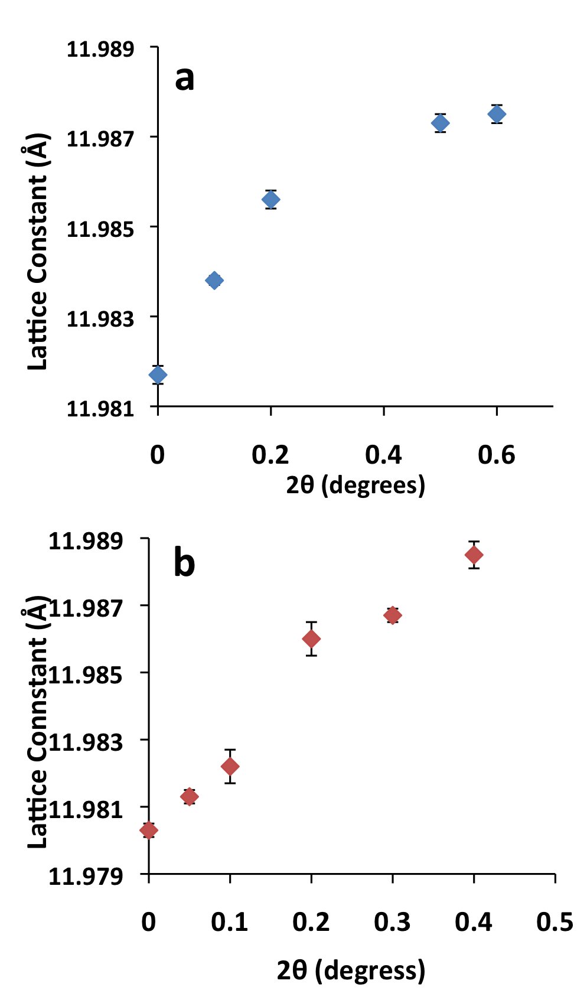 a
11.989
11.987
11.985
11.983
11.981
Lattice Constant (Å)
0 0.2 0.4 0.6
2θ (degrees)
b
11.989
11.987
11.985
11.983
11.981
11.979
Lattice Connstant (Å)
0 0.1 0.2 0.3 0.4 0.5
2θ (degress)